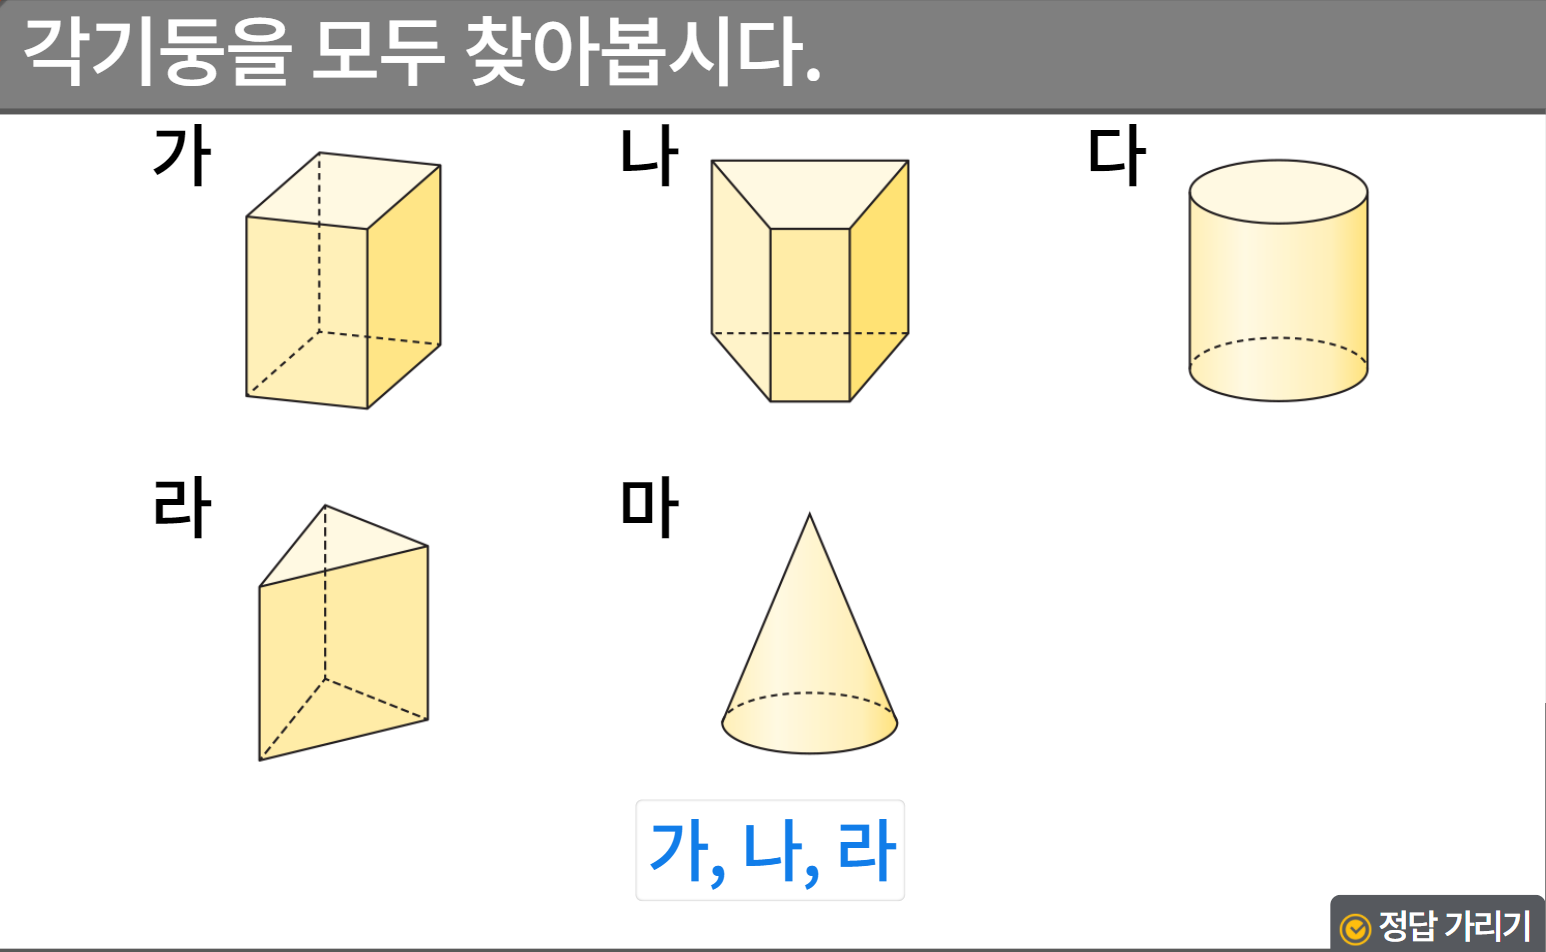 각기둥을 모두 찾아봅시다.
가
나
다
라
마
가, 나, 라
정답 가리기